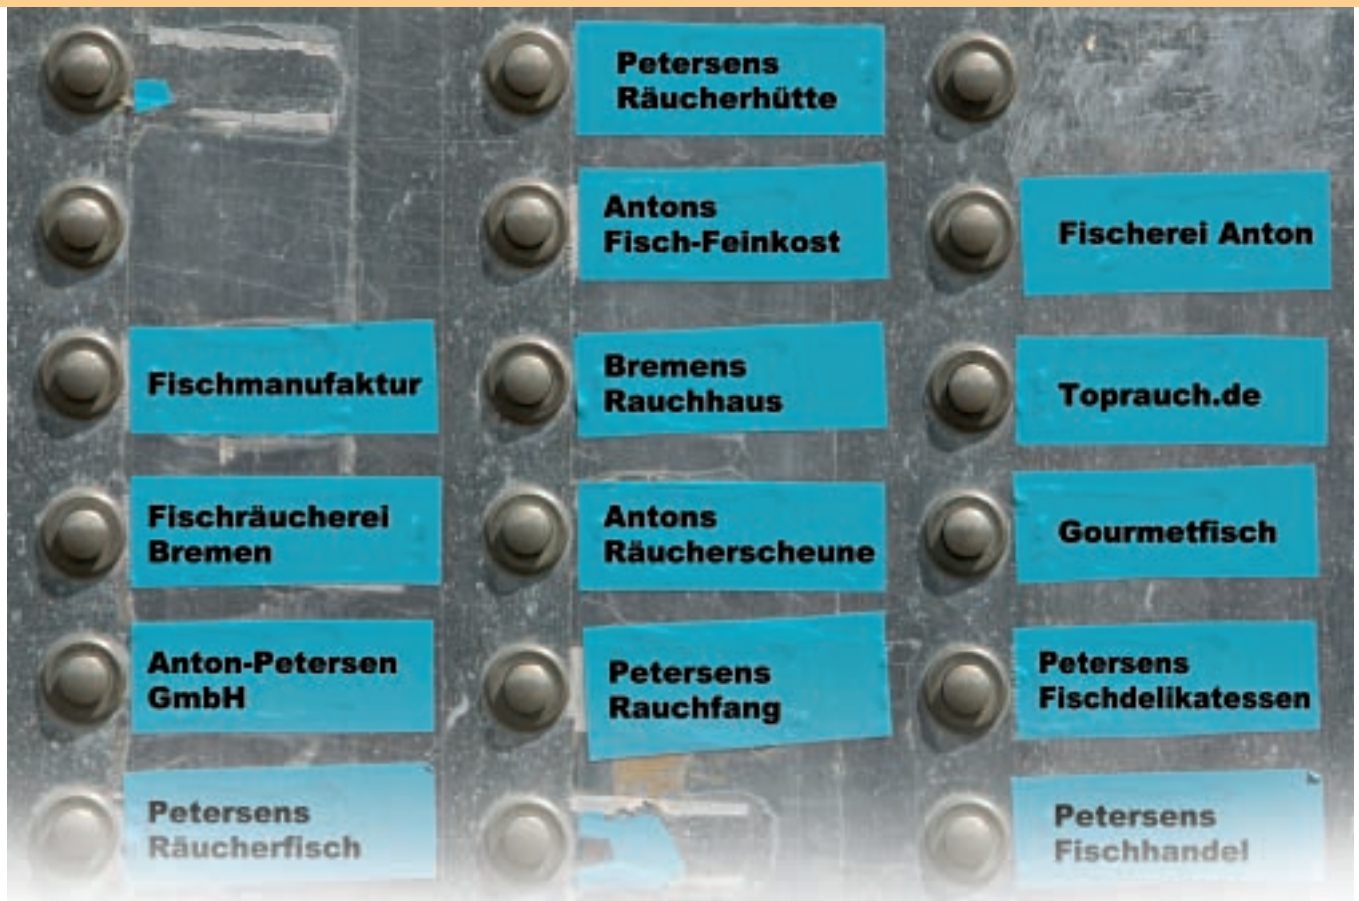 Petersens
Räucherhütte
Antons
Fisch-Feinkost
Fischerei Anton
Fischmanufaktur
Bremens
Rauchhaus
Toprauch.de
Fischräucherei
Bremen
Antons
Räucherscheune
Gourmetfisch
Anton-Petersen
GmbH
Petersens
Rauchfang
Petersens
Fischdelikatessen
Petersens
Räucherfisch
Petersens
Fischhandel